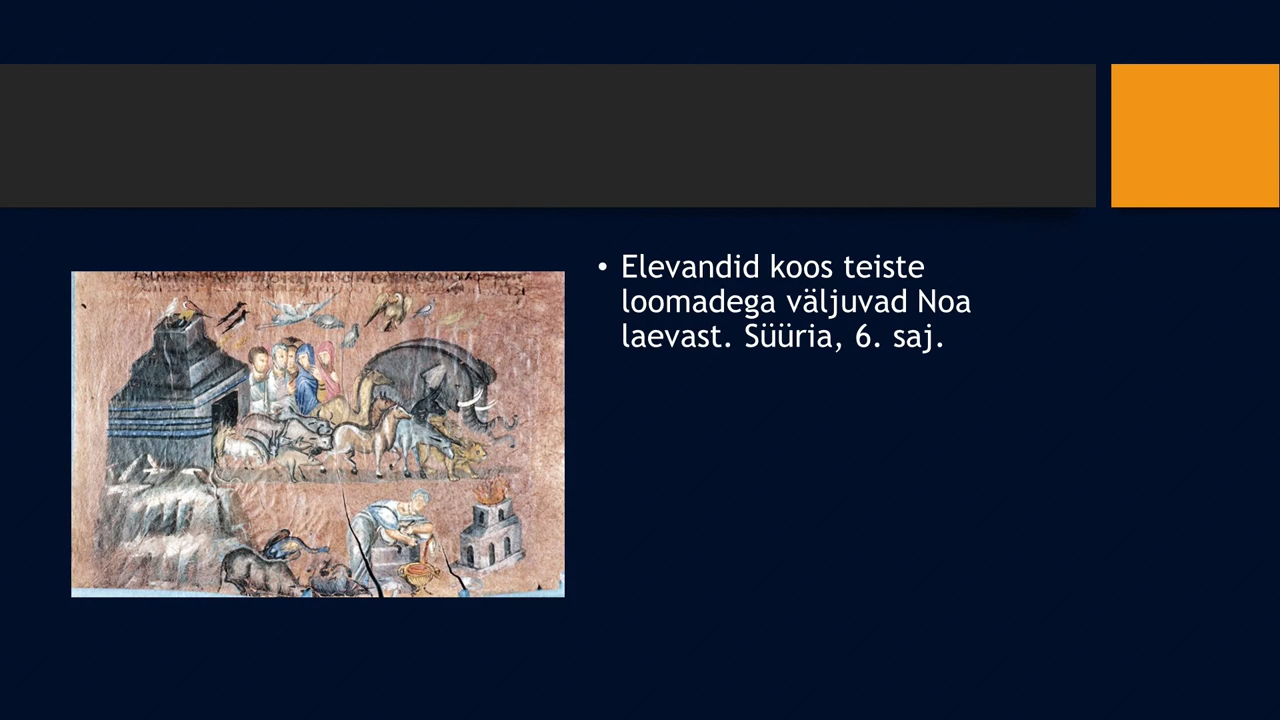 • Elevandid koos teiste
loomadega väljuvad Noa
laevast. Süüria, 6. saj.